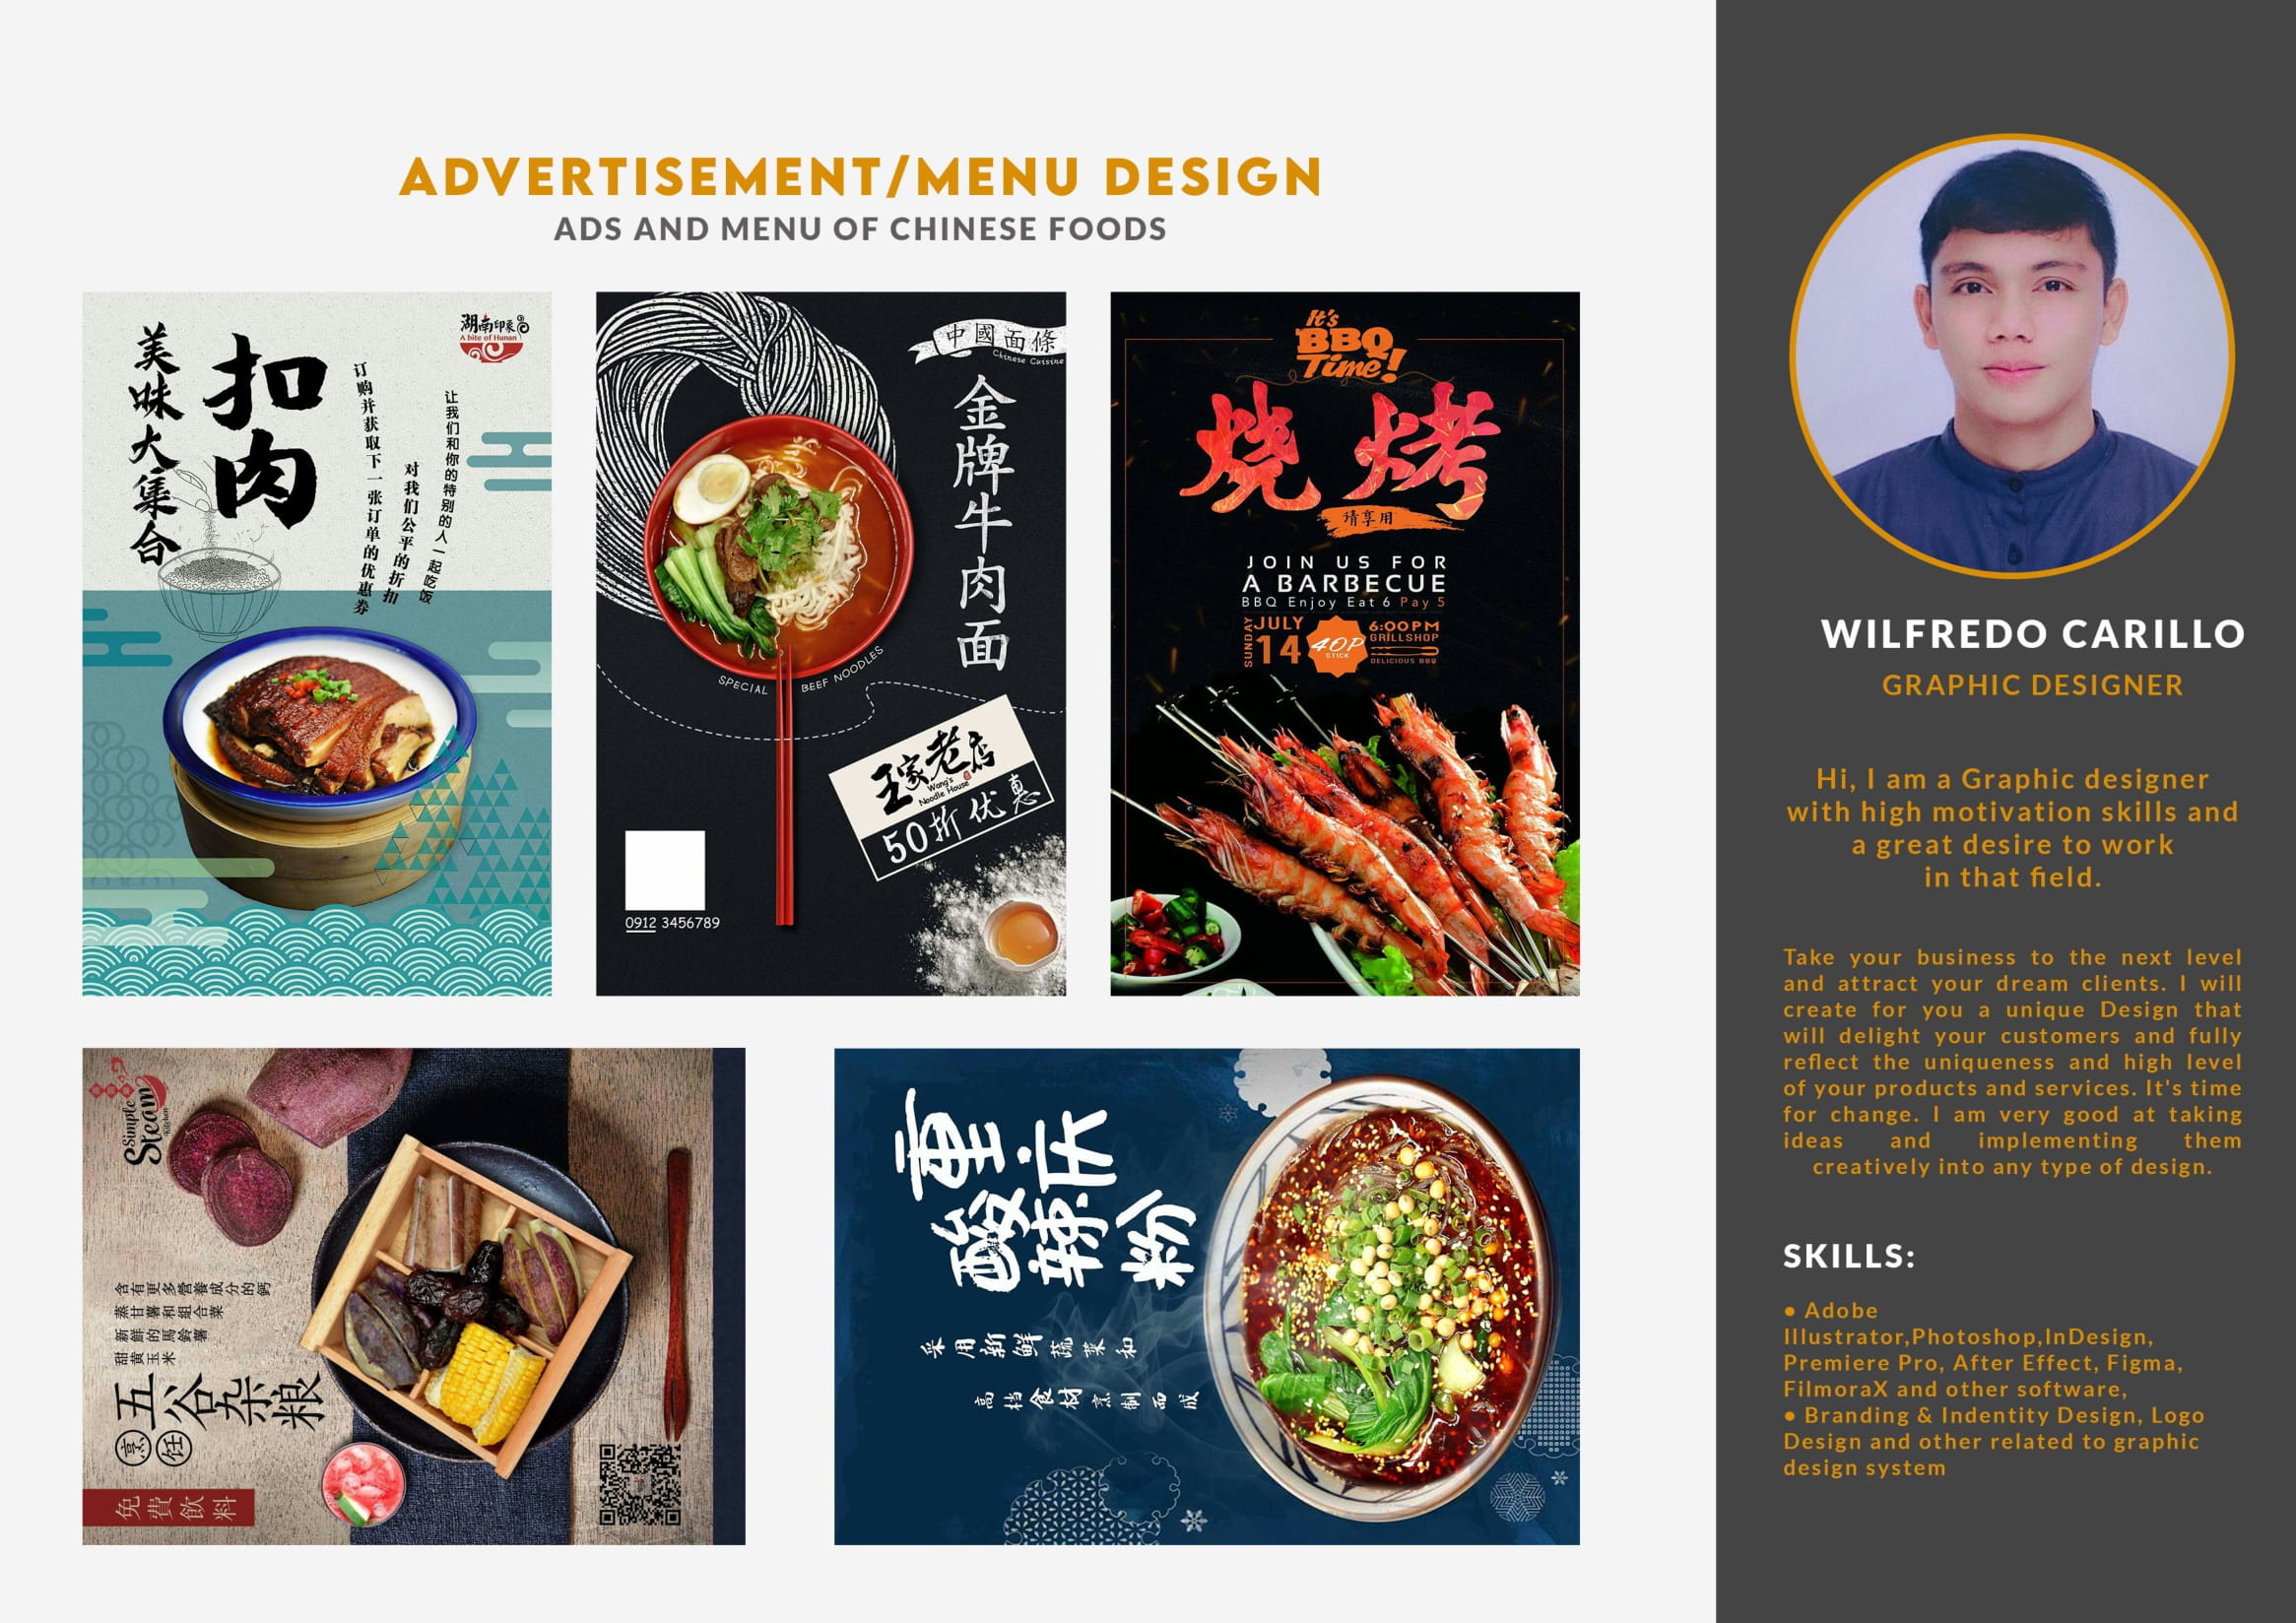 ADVERTISEMENT/MENU DESIGN
ADS AND MENU OF CHINESE FOODS
美味大集合
扣肉
订购并获取下一张订单的优惠券
对我们公平的折扣
让我们和你的特别的人一起吃饭
湖南印象
A bite of Hunan
中國面條
Chinese Cuisine
金牌牛肉面
SPECIAL BEEF NOODLES
王家老店
Wang's
Noodle House
50折优惠
0912 3456789
It's
BBQ
Time!
烧烤
请享用
JOIN US FOR
A BARBECUE
BBQ Enjoy Eat 6 Pay 5
SUNDAY
JULY
14
40P
STICK
6:00PM
GRILLSHOP
DELICIOUS BBQ
Simple
Steam
Kitchen
含有更多營養成分的鈣
蒸甘薯和組合菜
新鮮的馬鈴薯
甜黄玉米
五谷杂粮
烹饪
免費飲料
重庆
酸辣粉
采用新鲜蔬菜和
高档食材烹制而成
WILFREDO CARILLO
GRAPHIC DESIGNER
Hi, I am a Graphic designer
with high motivation skills and
a great desire to work
in that field.
Take your business to the next level
and attract your dream clients. I will
create for you a unique Design that
will delight your customers and fully
reflect the uniqueness and high level
of your products and services. It's time
for change. I am very good at taking
ideas and implementing them
creatively into any type of design.
SKILLS:
● Adobe
Illustrator,Photoshop,InDesign,
Premiere Pro, After Effect, Figma,
FilmoraX and other software,
● Branding & Indentity Design, Logo
Design and other related to graphic
design system